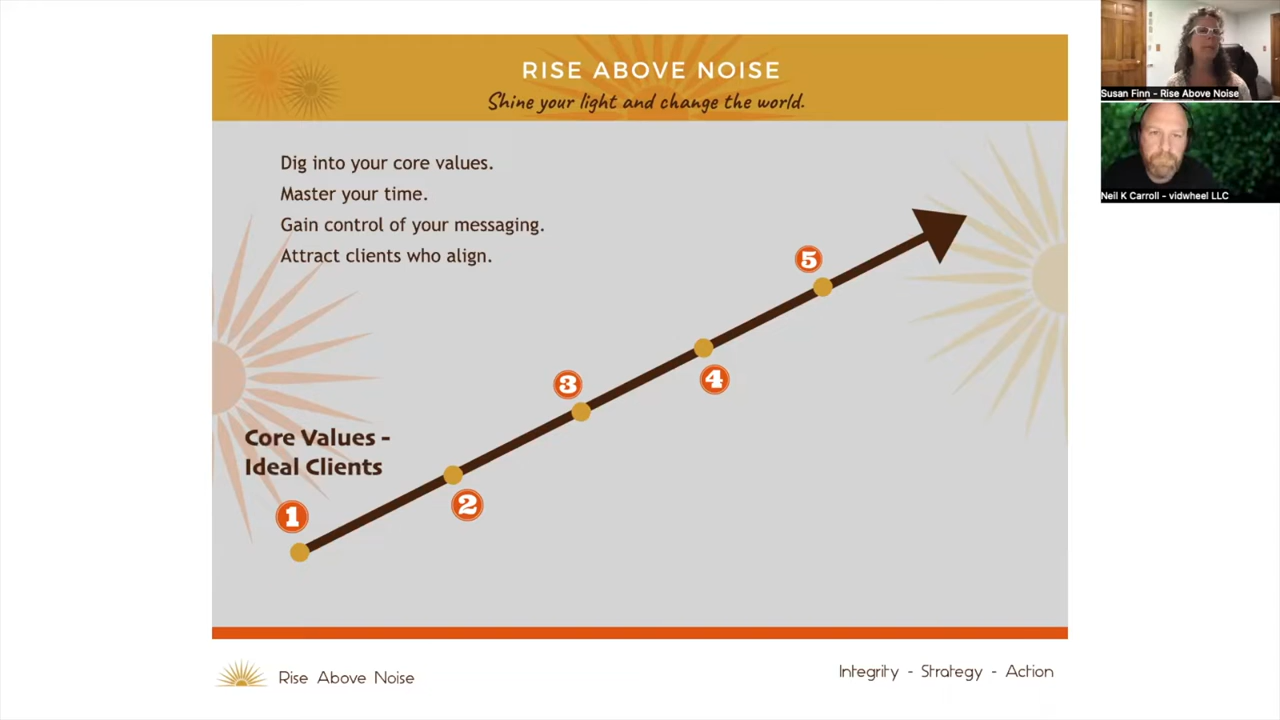 RISE ABOVE NOISE
Shine your light and change the world.
Dig into your core values.
Master your time.
Gain control of your messaging.
Attract clients who align.
5
3
4
Core Values -
Ideal Clients
2
1
Rise Above Noise
Integrity - Strategy - Action
Susan Finn - Rise Above Noise
Neil K Carroll - vidwheel LLC